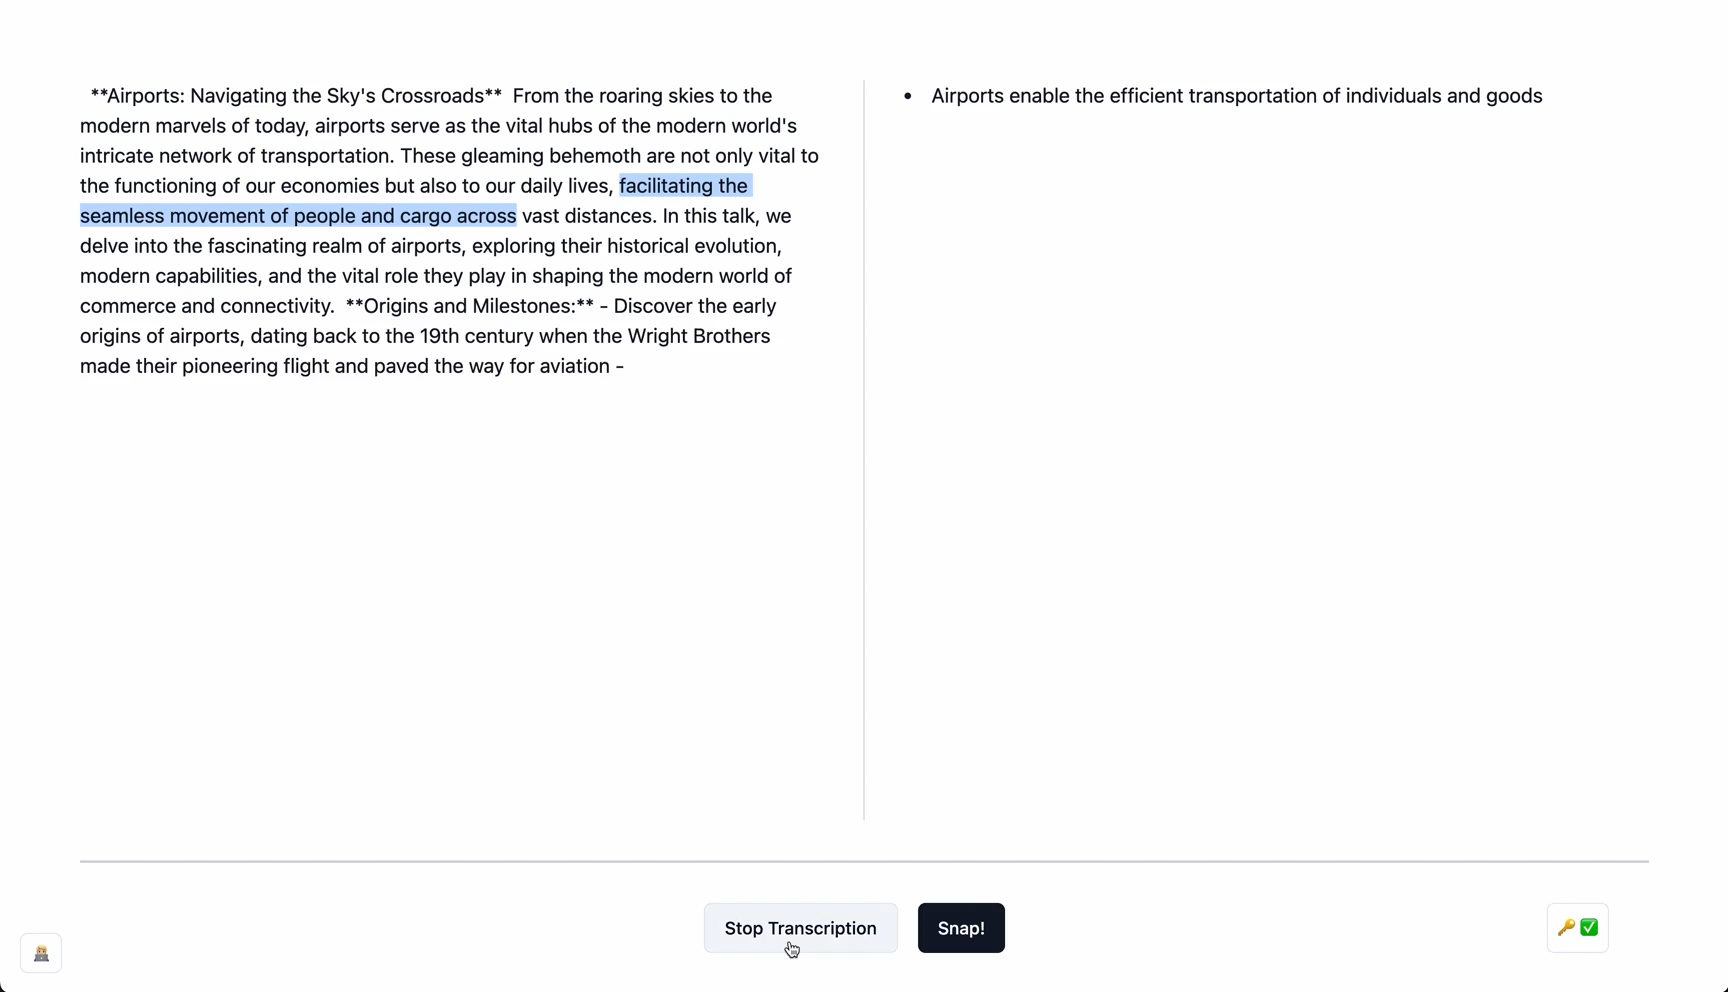 **Airports: Navigating the Sky's Crossroads**  From the roaring skies to the
modern marvels of today, airports serve as the vital hubs of the modern world's
intricate network of transportation. These gleaming behemoth are not only vital to
the functioning of our economies but also to our daily lives, facilitating the
seamless movement of people and cargo across vast distances. In this talk, we
delve into the fascinating realm of airports, exploring their historical evolution,
modern capabilities, and the vital role they play in shaping the modern world of
commerce and connectivity.  **Origins and Milestones:** - Discover the early
origins of airports, dating back to the 19th century when the Wright Brothers
made their pioneering flight and paved the way for aviation -
• Airports enable the efficient transportation of individuals and goods
Stop Transcription
Snap!